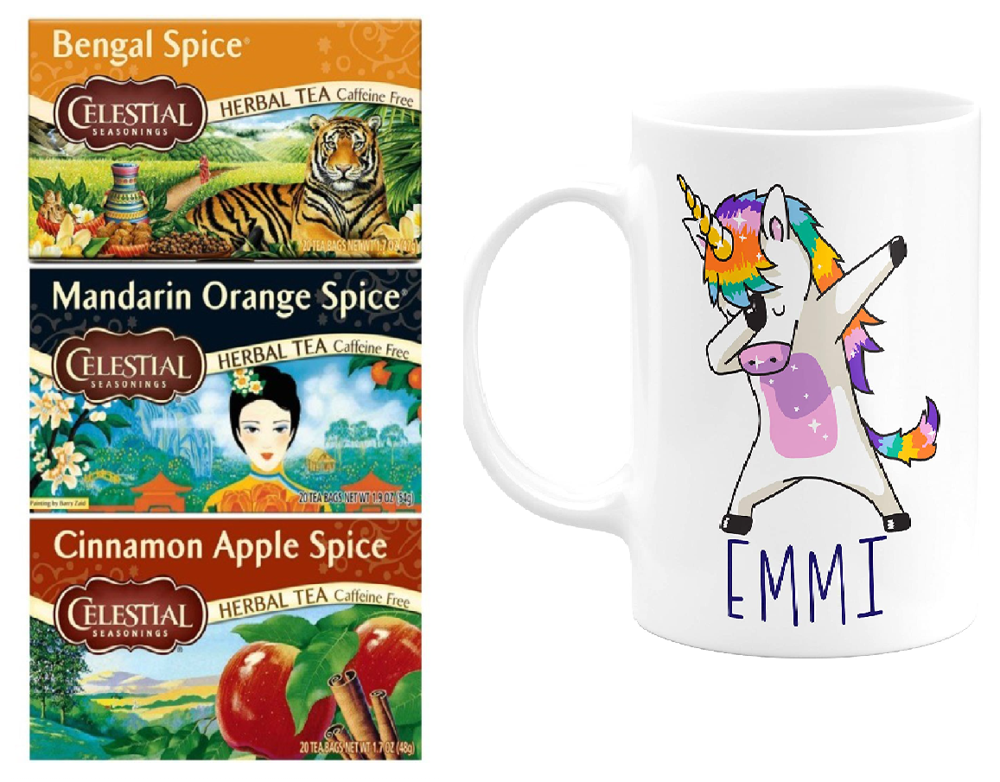 Bengal Spice®
CELESTIAL
SEASONINGS
HERBAL TEA Caffeine Free
20 TEA BAGS NET WT 1.7 OZ (47g)
Mandarin Orange Spice®
CELESTIAL
SEASONINGS
HERBAL TEA Caffeine Free
Painting by Barry Zaid
20 TEA BAGS NET WT 1.9 OZ (54g)
Cinnamon Apple Spice
CELESTIAL
SEASONINGS
HERBAL TEA Caffeine Free
20 TEA BAGS NET WT 1.7 OZ (48g)
EMMI